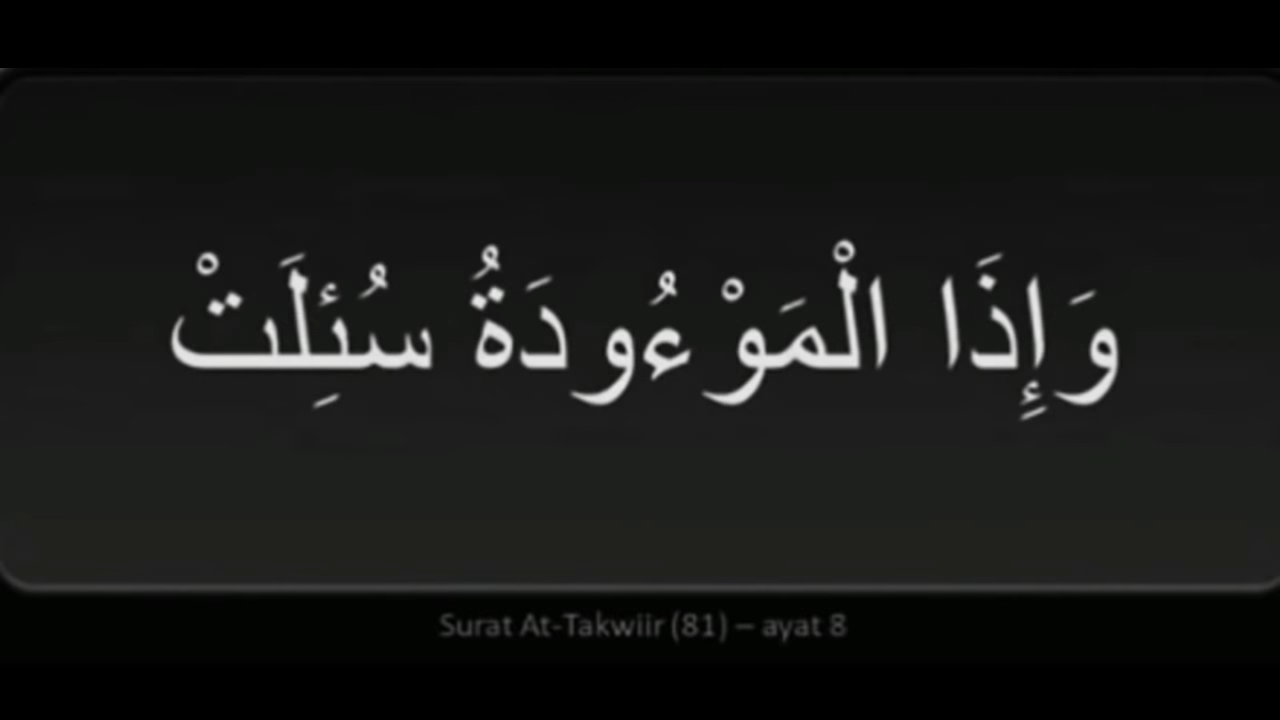 وَإِذَا الْمَوْءُودَةُ سُئِلَتْ
Surat At-Takwiir (81) – ayat 8